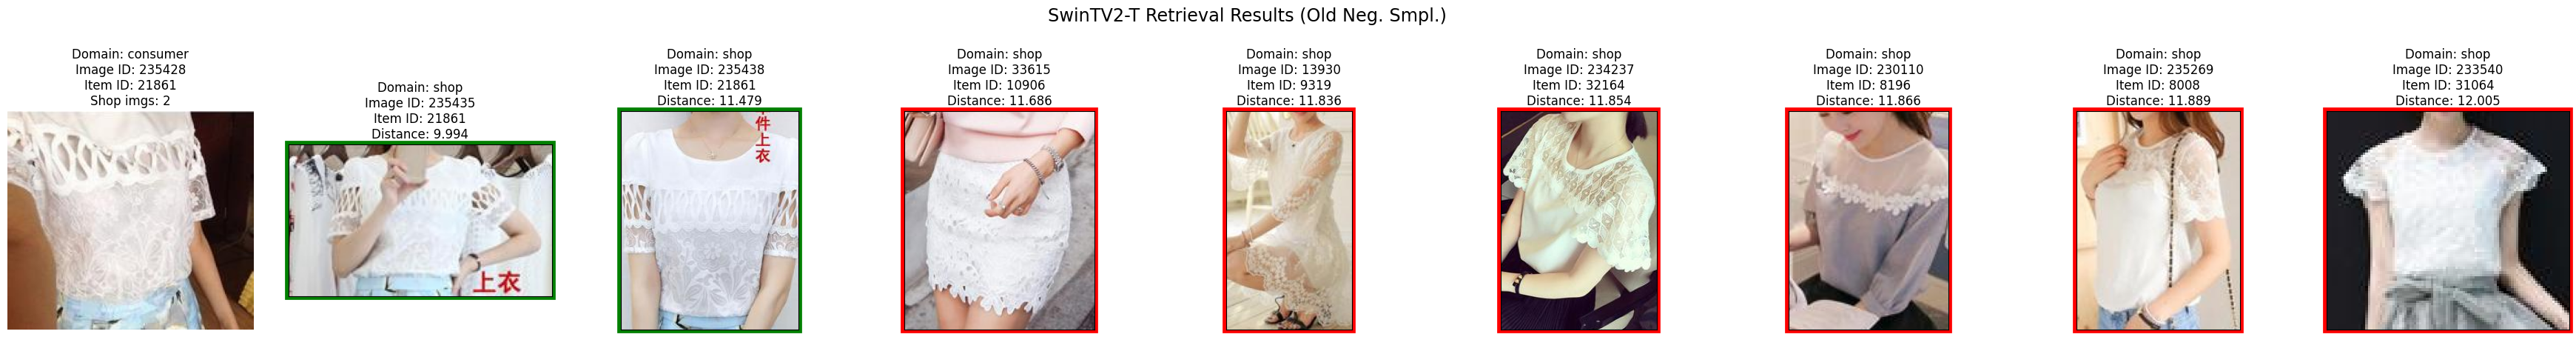 SwinTV2-T Retrieval Results (Old Neg. Smpl.)
Domain: consumer
Image ID: 235428
Item ID: 21861
Shop imgs: 2
Domain: shop
Image ID: 235435
Item ID: 21861
Distance: 9.994
上衣
Domain: shop
Image ID: 235438
Item ID: 21861
Distance: 11.479
件上衣
Domain: shop
Image ID: 33615
Item ID: 10906
Distance: 11.686
Domain: shop
Image ID: 13930
Item ID: 9319
Distance: 11.836
Domain: shop
Image ID: 234237
Item ID: 32164
Distance: 11.854
Domain: shop
Image ID: 230110
Item ID: 8196
Distance: 11.866
Domain: shop
Image ID: 235269
Item ID: 8008
Distance: 11.889
Domain: shop
Image ID: 233540
Item ID: 31064
Distance: 12.005